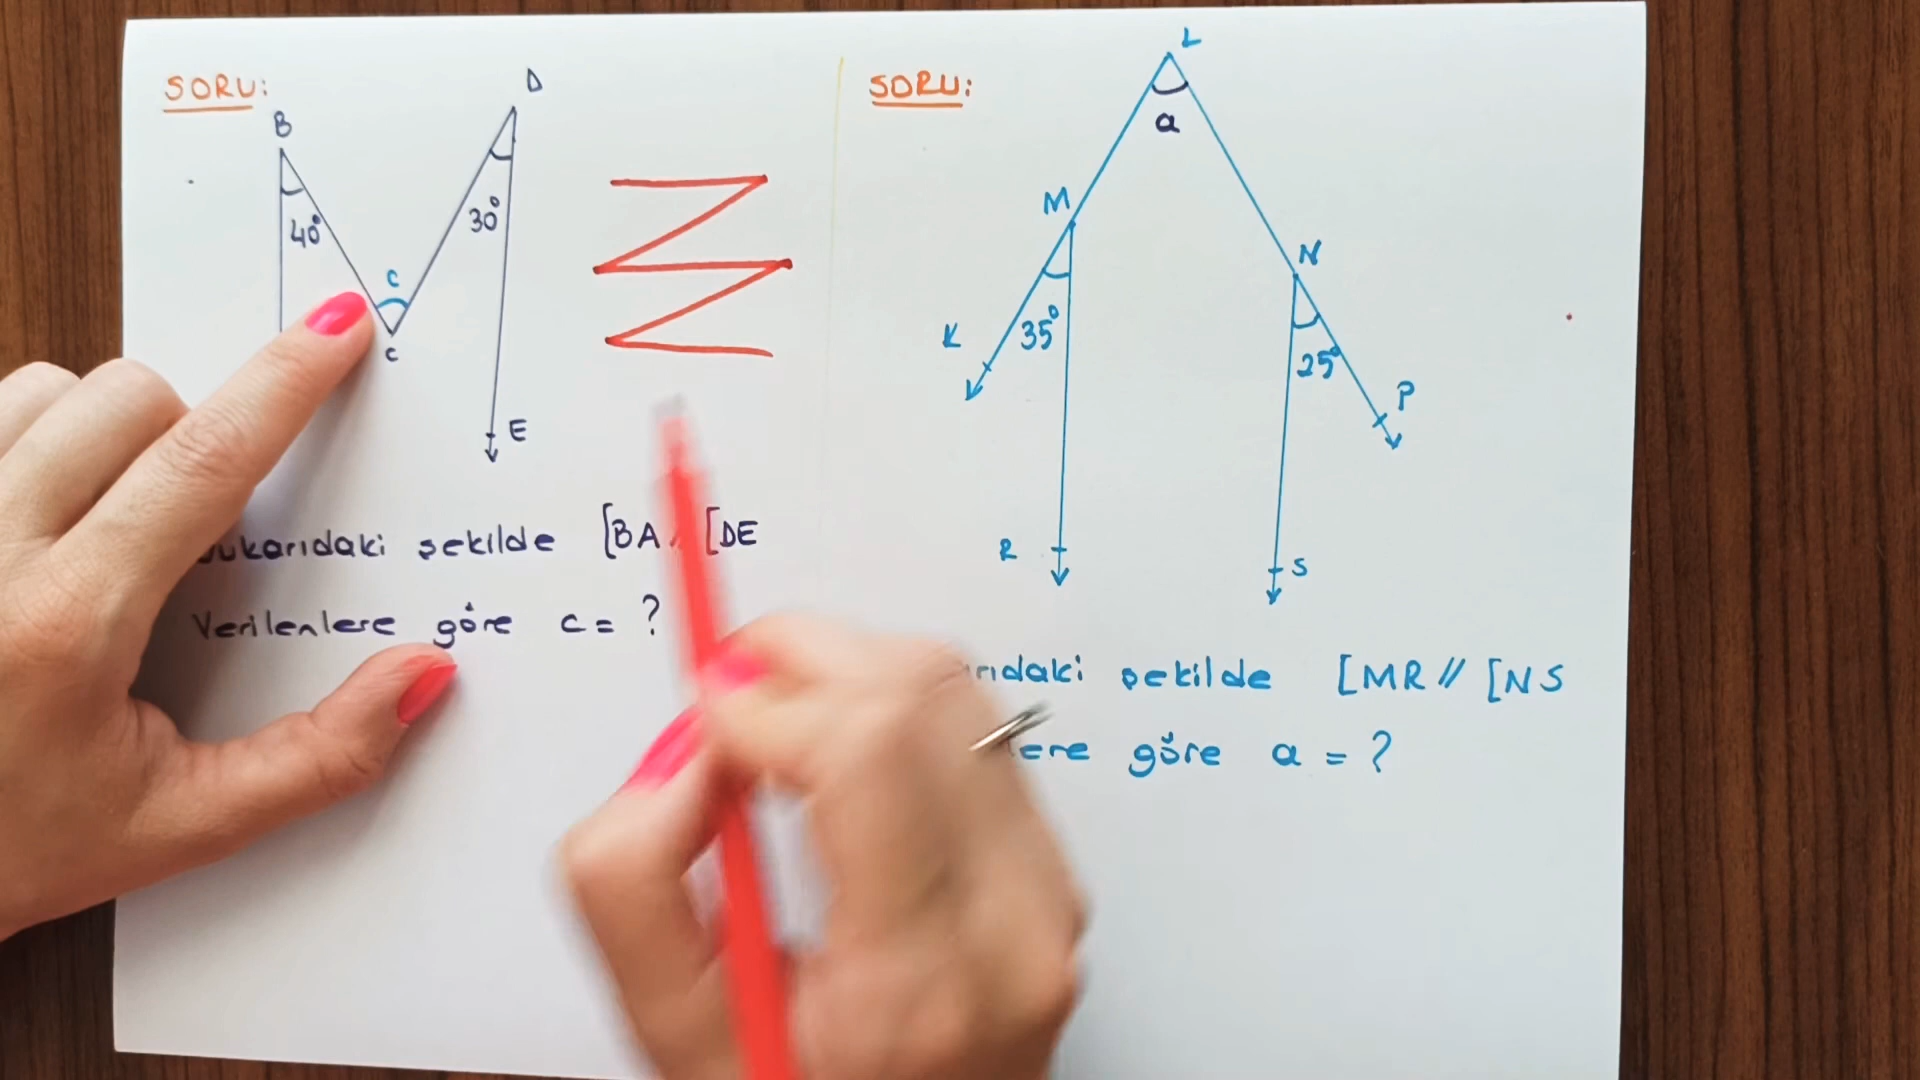 SORU:
B
D
40°
30°
c
C
E
[BA // [DE
şekilde
Verilenlere göre c = ?
SORU:
L
a
M
N
K
35°
25°
P
R
S
şekilde [MR // [NS
göre a = ?